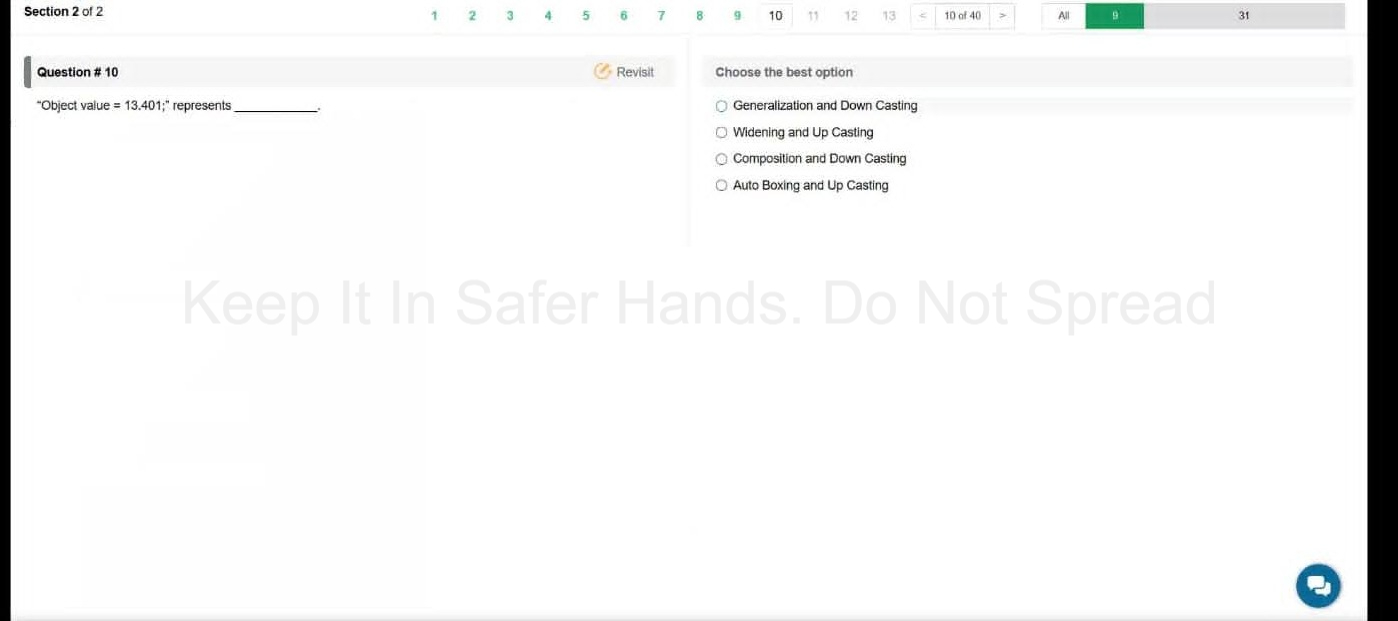 Section 2 of 2
1 2 3 4 5 6 7 8 9 10 11 12 13 < 10 of 40 > All 9 31
Question # 10
Revisit
"Object value = 13.401;" represents ____________.
Choose the best option
Generalization and Down Casting
Widening and Up Casting
Composition and Down Casting
Auto Boxing and Up Casting
Keep It In Safer Hands. Do Not Spread